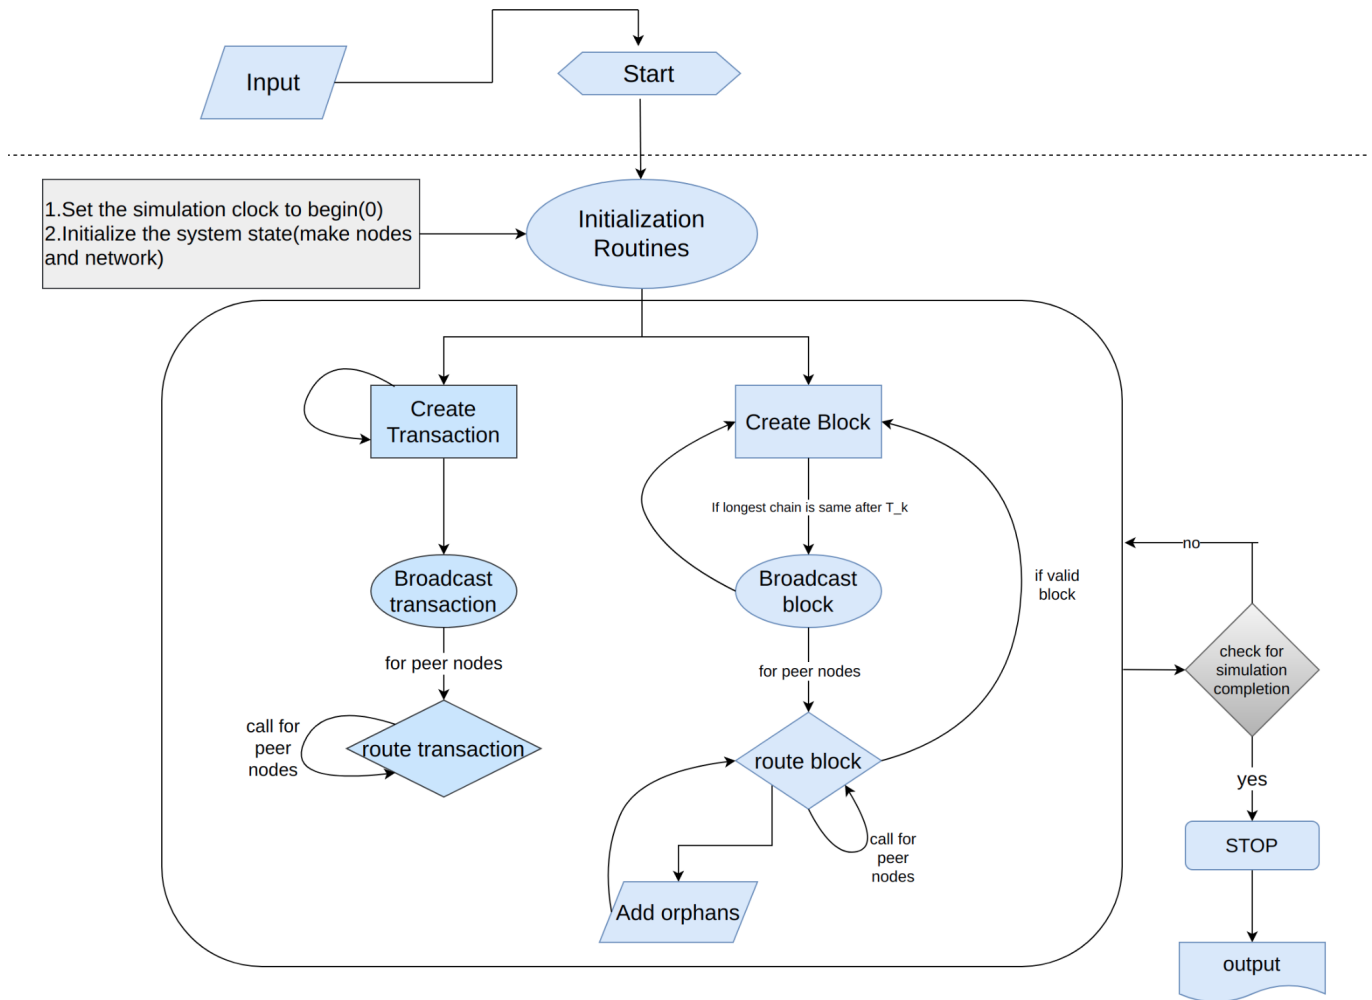 Input
Start
1.Set the simulation clock to begin(0)
2.Initialize the system state(make nodes
and network)
Initialization
Routines
Create
Transaction
Create Block
If longest chain is same after T_k
no
Broadcast
transaction
Broadcast
block
if valid
block
for peer nodes
for peer nodes
check for
simulation
completion
call for
peer
nodes
route transaction
route block
yes
call for
peer
nodes
STOP
Add orphans
output